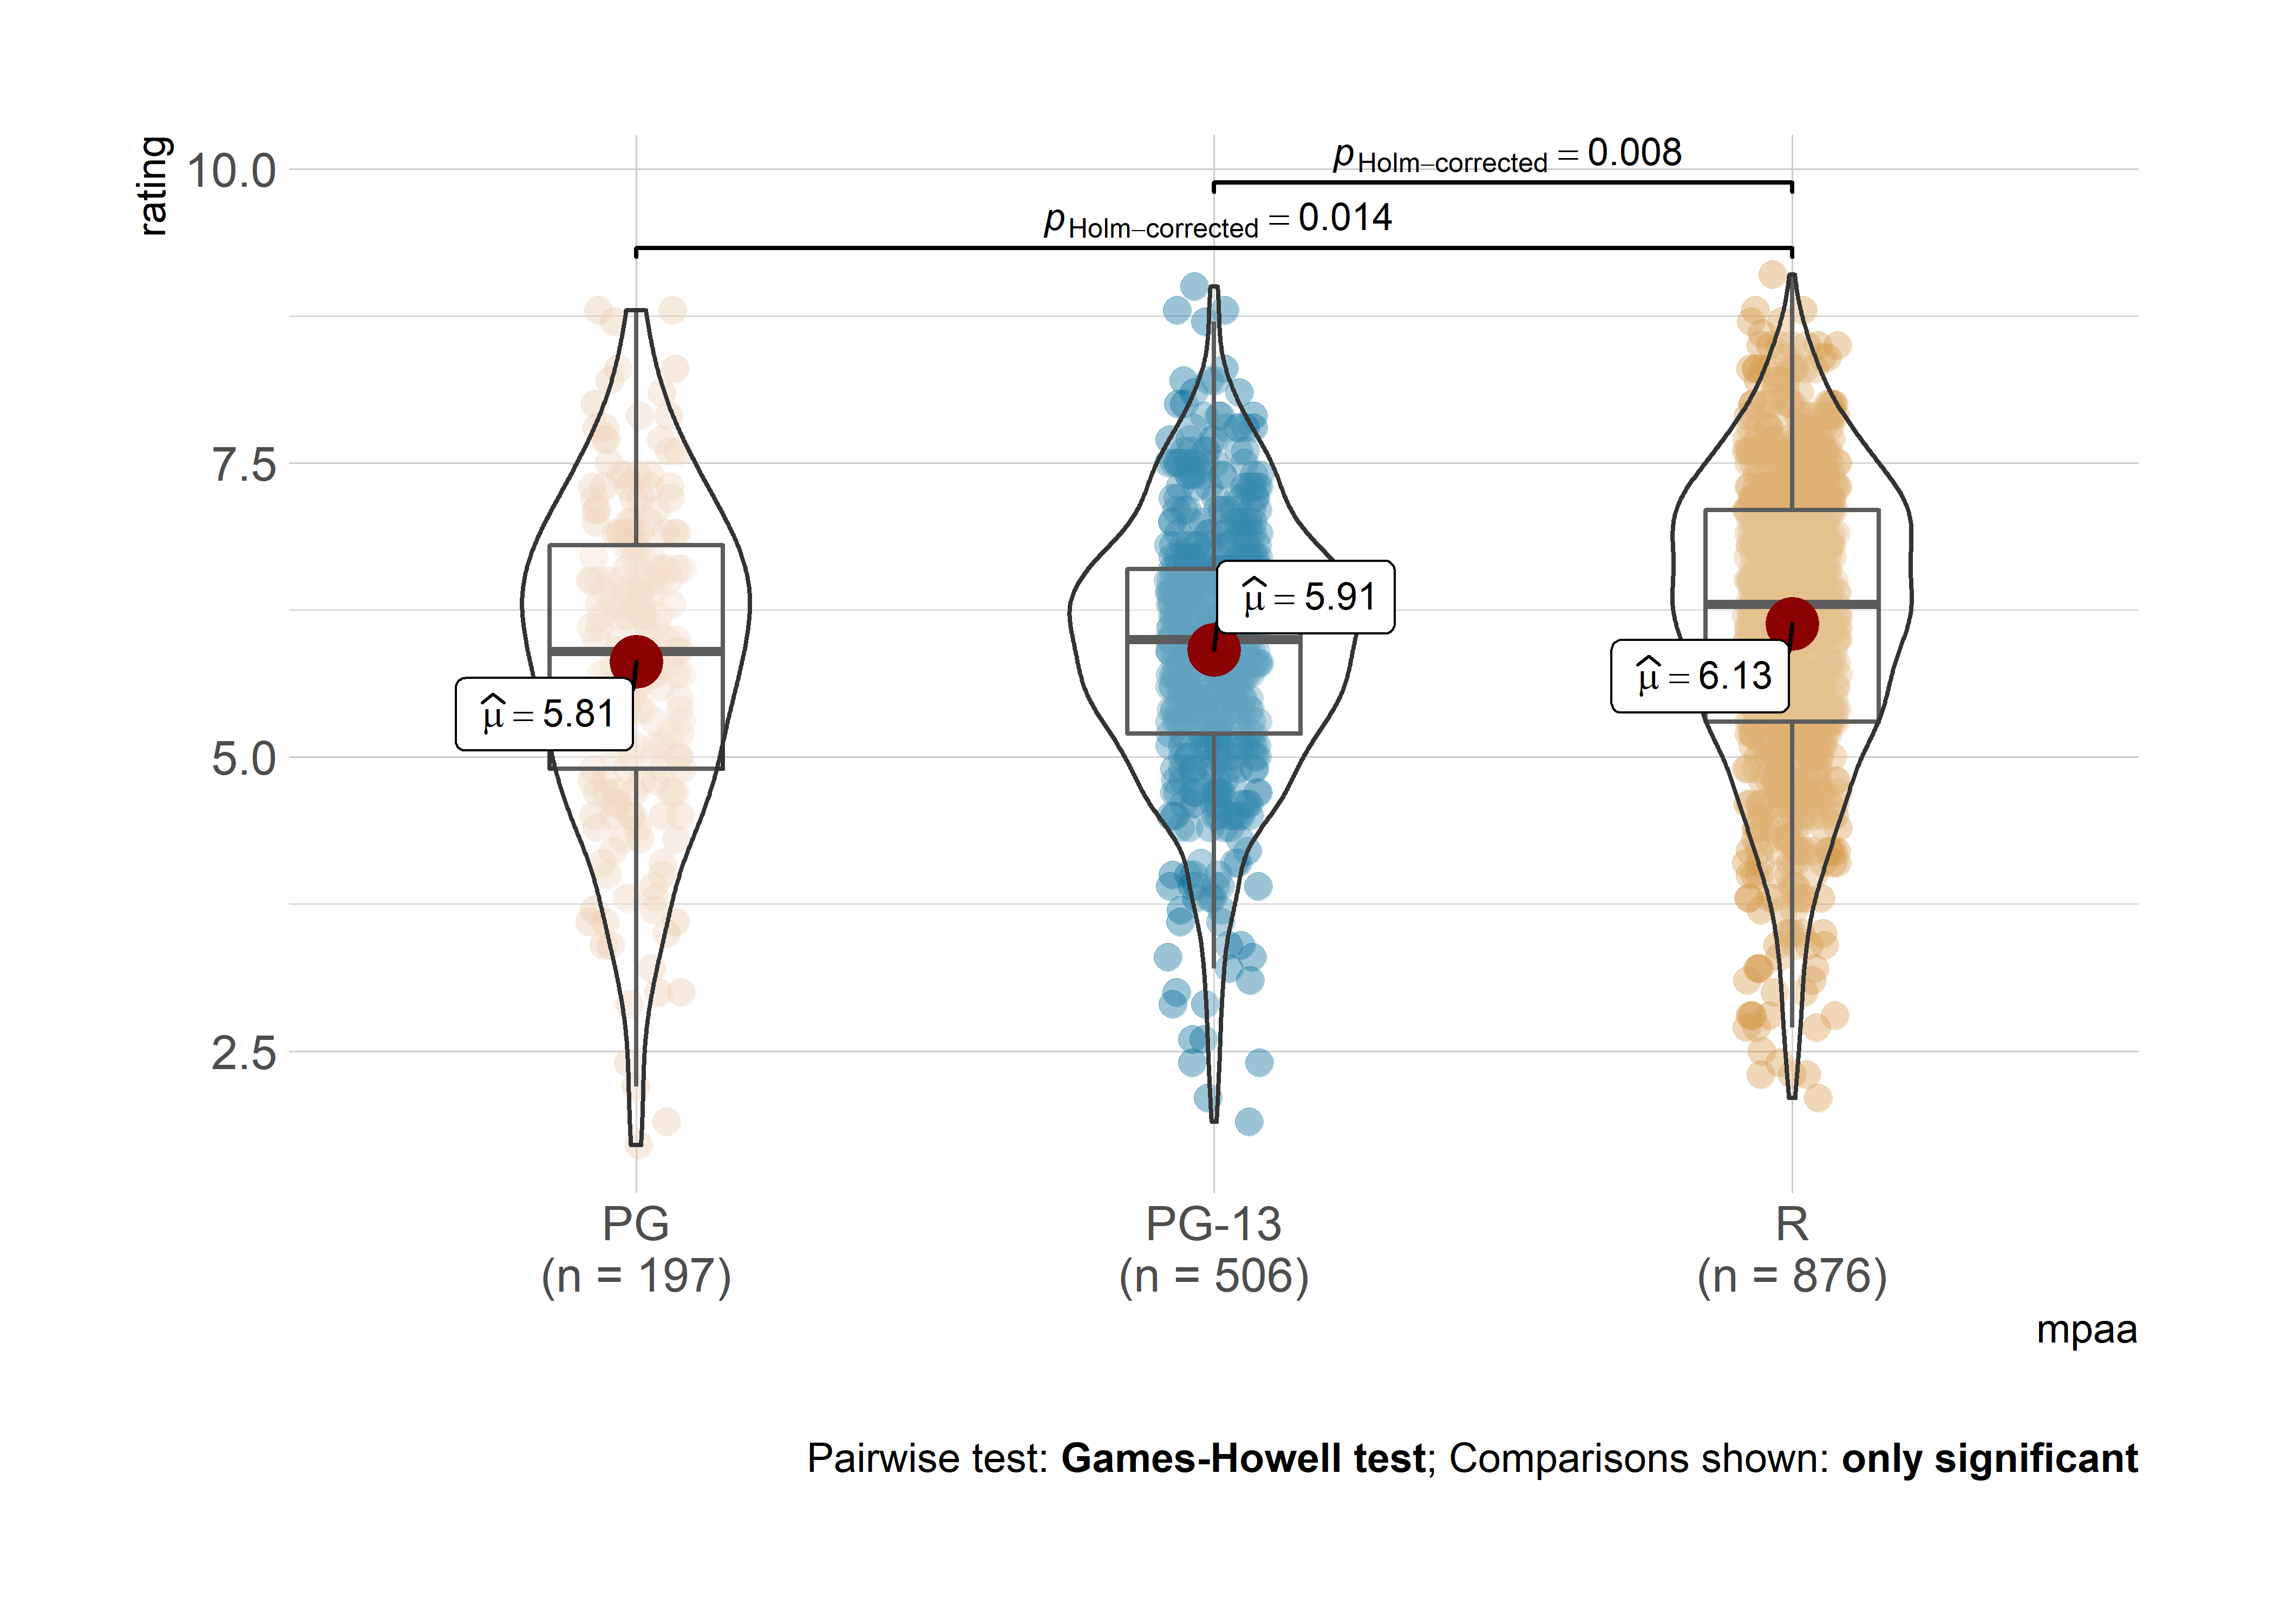 rating
10.0
7.5
5.0
2.5
pHolm−corrected = 0.008
pHolm−corrected = 0.014
μ̂ = 5.81
μ̂ = 5.91
μ̂ = 6.13
PG
(n = 197)
PG-13
(n = 506)
R
(n = 876)
mpaa
Pairwise test: Games-Howell test; Comparisons shown: only significant